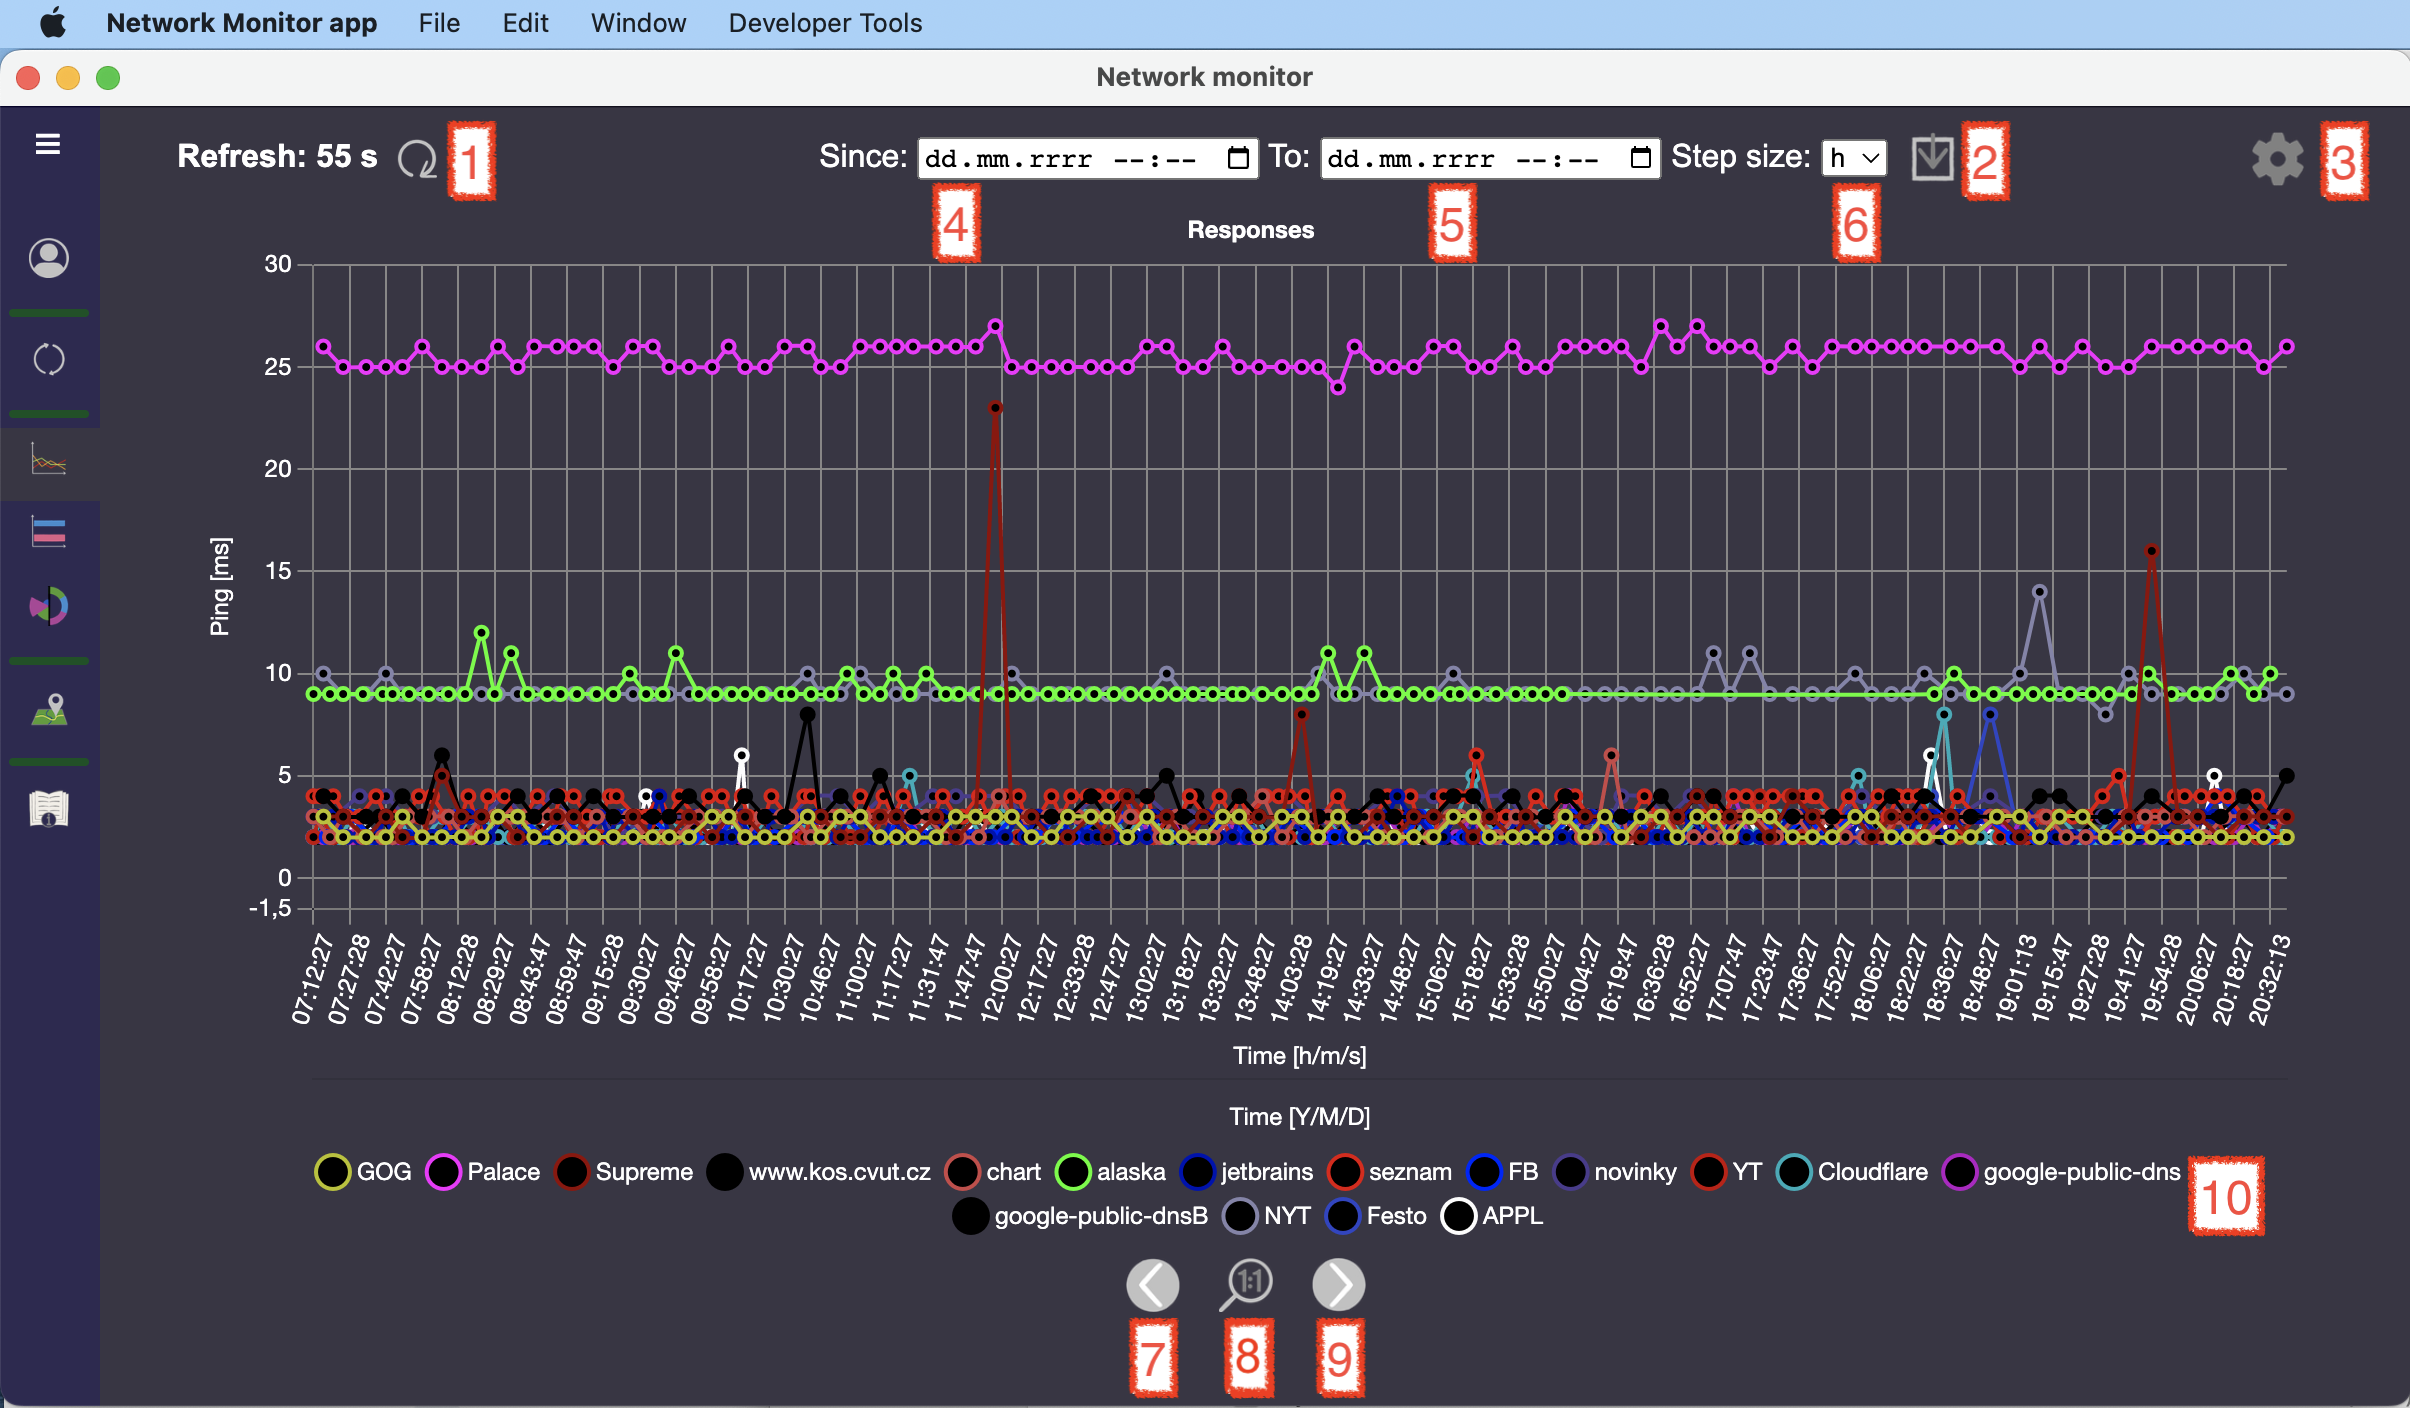 Network Monitor app File Edit Window Developer Tools
Network monitor
Refresh: 55 s 1 Since: dd.mm.rrrr --:-- To: dd.mm.rrrr --:-- Step size: h 2 3
4 5 6
Responses
30
25
20
15
10
5
0
-1,5
Ping [ms]
07:12:27 07:27:28 07:42:27 07:58:27 08:12:28 08:29:27 08:43:47 08:59:47 09:15:28 09:30:27 09:46:27 09:58:27 10:17:27 10:30:27 10:46:27 11:00:27 11:17:27 11:31:47 11:47:47 12:00:27 12:17:27 12:33:28 12:47:27 13:02:27 13:18:27 13:32:27 13:48:27 14:03:28 14:19:27 14:33:27 14:48:27 15:06:27 15:18:27 15:33:28 15:50:27 16:04:27 16:19:47 16:36:28 16:52:27 17:07:47 17:23:47 17:36:27 17:52:27 18:06:27 18:22:27 18:36:27 18:48:27 19:01:13 19:15:47 19:27:28 19:41:27 19:54:28 20:06:27 20:18:27 20:32:13
Time [h/m/s]
Time [Y/M/D]
GOG Palace Supreme www.kos.cvut.cz chart alaska jetbrains seznam FB novinky YT Cloudflare google-public-dns 10
google-public-dnsB NYT Festo APPL
1:1
7 8 9